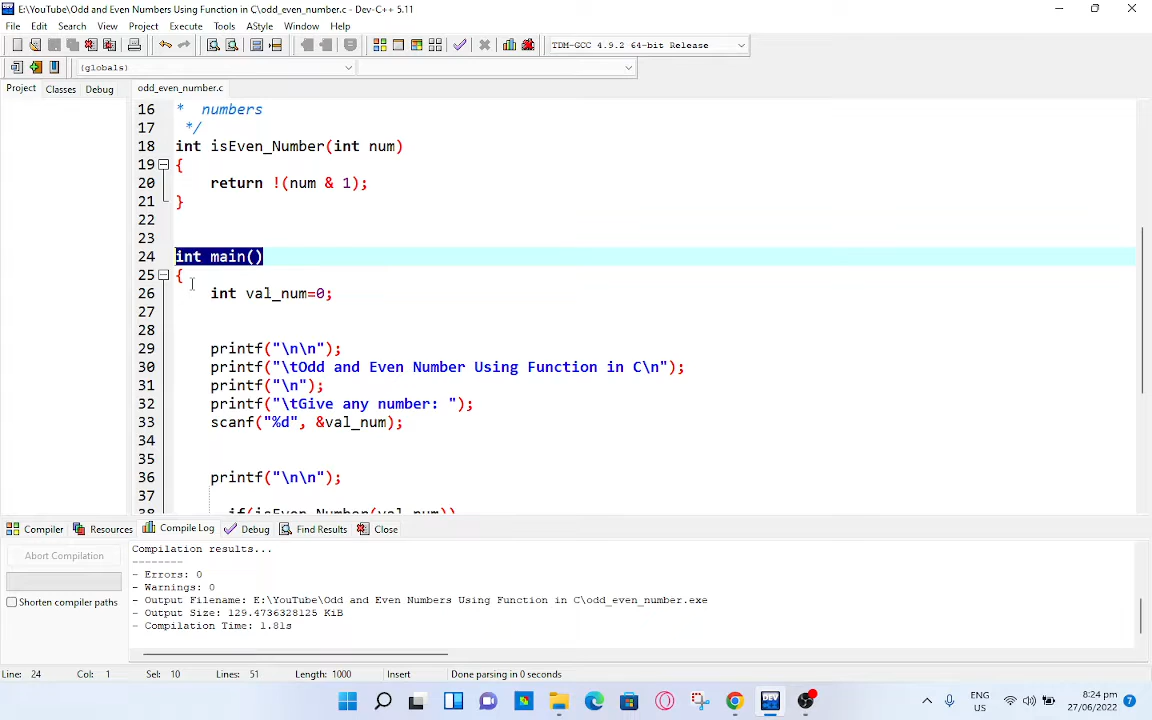 E:\YouTube\Odd and Even Numbers Using Function in C\odd_even_number.c - Dev-C++ 5.11
File Edit Search View Project Execute Tools AStyle Window Help
TDM-GCC 4.9.2 64-bit Release
(globals)
Project Classes Debug
odd_even_number.c
16 * numbers
17 */
18 int isEven_Number(int num)
19 {
20 return !(num & 1);
21 }
22
23
24 int main()
25 {
26 int val_num=0;
27
28
29 printf("\n\n");
30 printf("\tOdd and Even Number Using Function in C\n");
31 printf("\n");
32 printf("\tGive any number: ");
33 scanf("%d", &val_num);
34
35
36 printf("\n\n");
37
38 if(isEven_Number(val_num))
Compiler Resources Compile Log Debug Find Results Close
Abort Compilation
Shorten compiler paths
Compilation results...
--------
- Errors: 0
- Warnings: 0
- Output Filename: E:\YouTube\Odd and Even Numbers Using Function in C\odd_even_number.exe
- Output Size: 129.4736328125 KiB
- Compilation Time: 1.81s
Line: 24 Col: 1 Sel: 10 Lines: 51 Length: 1000 Insert Done parsing in 0 seconds
DEV
ENG
US
8:24 pm
27/06/2022
7